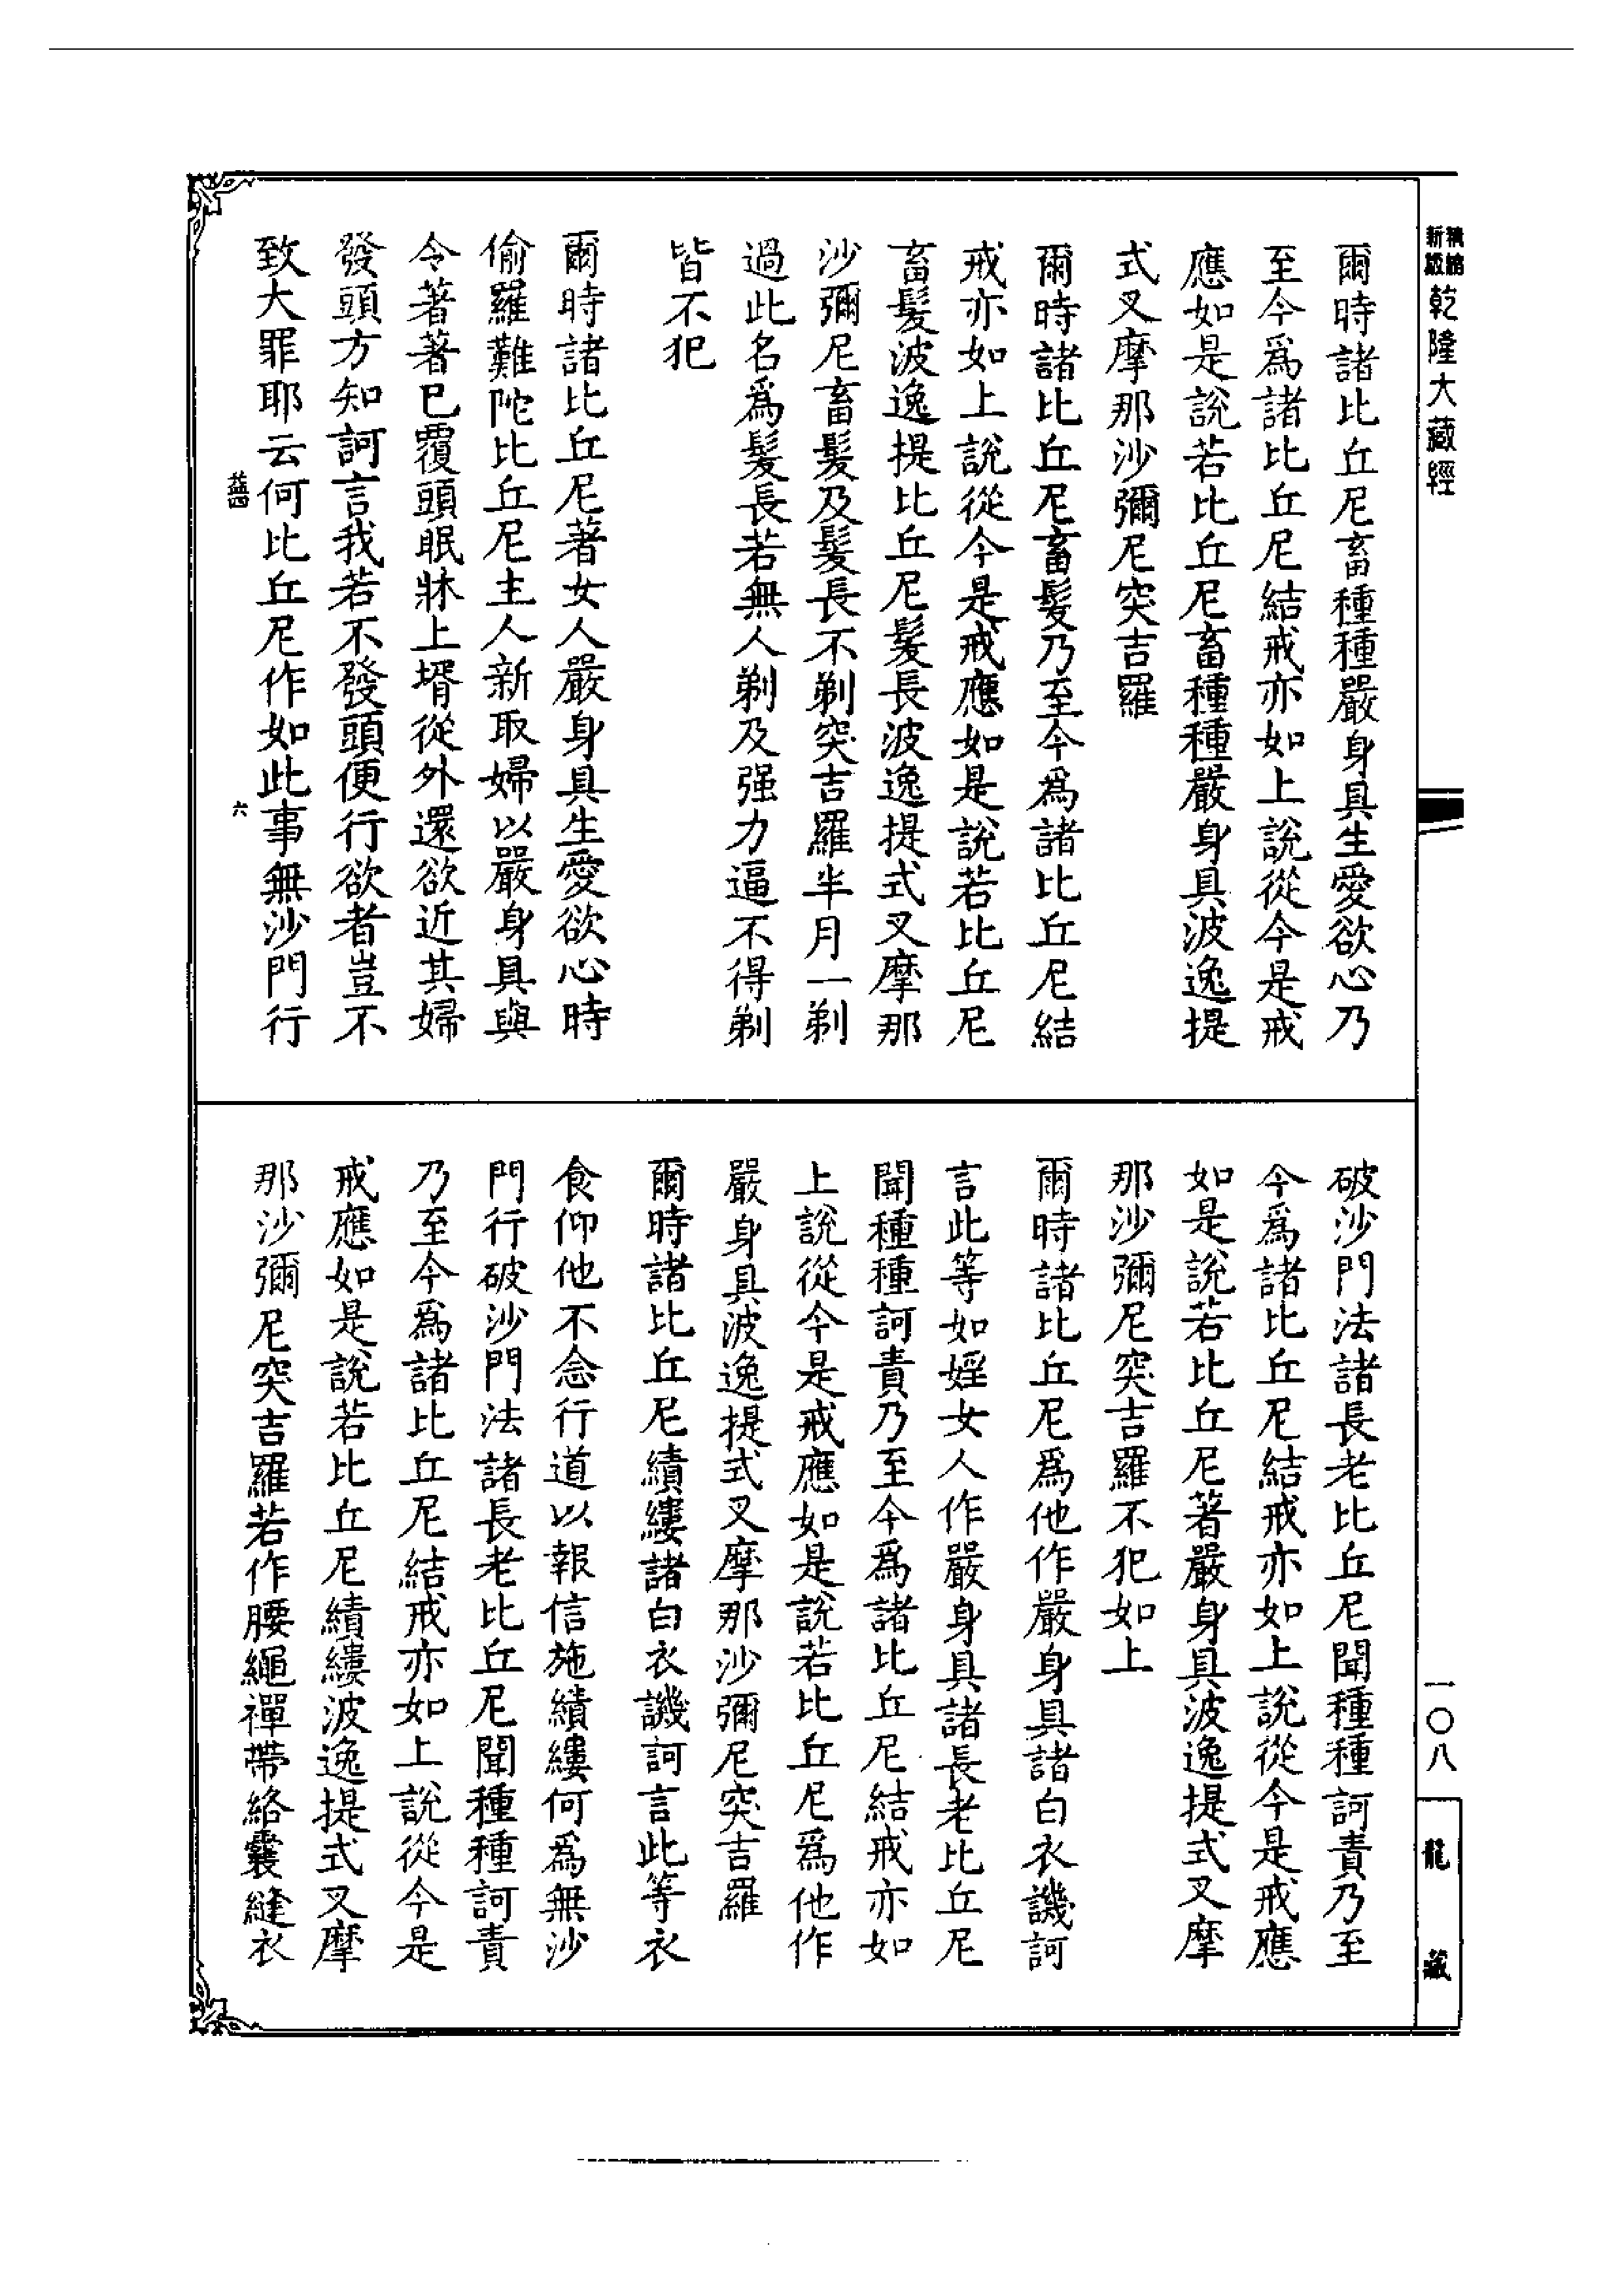 新版
精縮
乾隆大藏經
爾時諸比丘尼畜種種嚴身具生愛欲心乃
至今爲諸比丘尼結戒亦如上說從今是戒
應如是說若比丘尼畜種種嚴身具波逸提
式叉摩那沙彌尼突吉羅
爾時諸比丘尼畜髮乃至今爲諸比丘尼結
戒亦如上說從今是戒應如是說若比丘尼
畜髮波逸提比丘尼髮長波逸提式叉摩那
沙彌尼畜髮及髮長不剃突吉羅半月一剃
過此名爲髮長若無人剃及强力逼不得剃
皆不犯
爾時諸比丘尼著女人嚴身具生愛欲心時
偷羅難陀比丘尼主人新取婦以嚴身具與
令著著已覆頭眠牀上壻從外還欲近其婦
發頭方知訶言我若不發頭便行欲者豈不
致大罪耶云何比丘尼作如此事無沙門行
六
破沙門法諸長老比丘尼聞種種訶責乃至
今爲諸比丘尼結戒亦如上說從今是戒應
如是說若比丘尼著嚴身具波逸提式叉摩
那沙彌尼突吉羅不犯如上
爾時諸比丘尼爲他作嚴身具諸白衣譏訶
言此等如婬女人作嚴身具諸長老比丘尼
聞種種訶責乃至今爲諸比丘尼結戒亦如
上說從今是戒應如是說若比丘尼爲他作
嚴身具波逸提式叉摩那沙彌尼突吉羅
爾時諸比丘尼績縷諸白衣譏訶言此等衣
食仰他不念行道以報信施績縷何爲無沙
門行破沙門法諸長老比丘尼聞種種訶責
乃至今爲諸比丘尼結戒亦如上說從今是
戒應如是說若比丘尼績縷波逸提式叉摩
那沙彌尼突吉羅若作腰繩禪帶絡囊縫衣
一〇八
龍藏